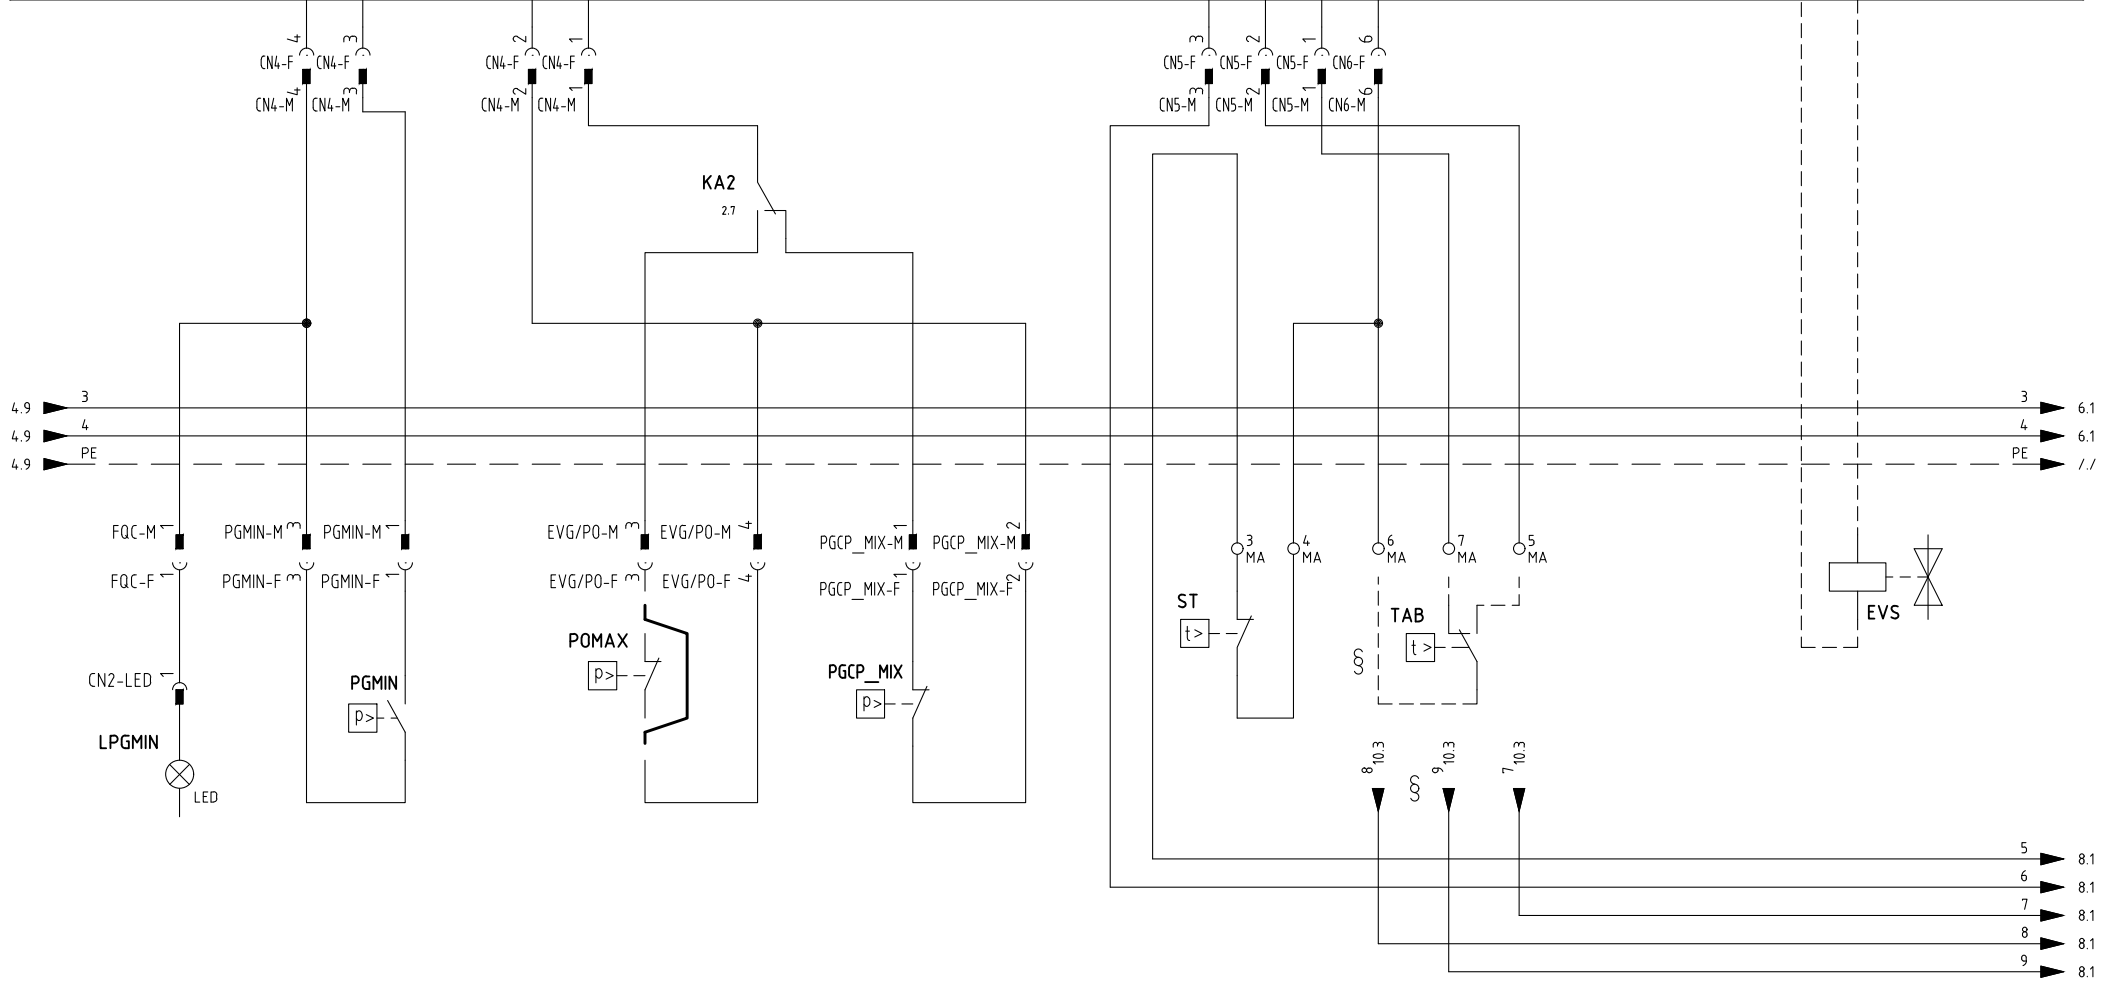 4 3 2 1 3 2 1 6
CN4-F CN4-F CN4-F CN4-F CN5-F CN5-F CN5-F CN6-F
4 3 2 1 3 2 1 6
CN4-M CN4-M CN4-M CN4-M CN5-M CN5-M CN5-M CN6-M
KA2
2.7
4.9 3 3 6.1
4.9 4 4 6.1
4.9 PE PE /./
FQC-M 1 PGMIN-M 3 PGMIN-M 1 EVG/PO-M 3 EVG/PO-M 4 PGCP_MIX-M 1 PGCP_MIX-M 2
3 4 6 7 5
MA MA MA MA MA
FQC-F 1 PGMIN-F 3 PGMIN-F 1 EVG/PO-F 3 EVG/PO-F 4 PGCP_MIX-F 1 PGCP_MIX-F 2
ST
t>
TAB
t>
§
EVS
POMAX
p>
PGCP_MIX
p>
CN2-LED 1
PGMIN
p>
LPGMIN
LED
8 10.3 § 9 10.3 7 10.3
5 8.1
6 8.1
7 8.1
8 8.1
9 8.1